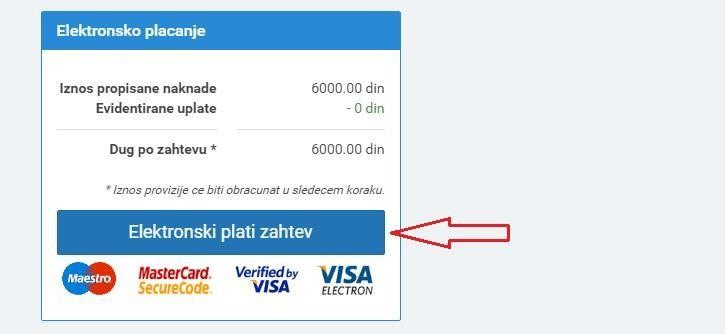 Elektronsko placanje
Iznos propisane naknade 6000.00 din
Evidentirane uplate - 0 din
Dug po zahtevu * 6000.00 din
* Iznos provizije ce biti obracunat u sledecem koraku.
Elektronski plati zahtev
Maestro MasterCard. SecureCode. Verified by VISA VISA ELECTRON